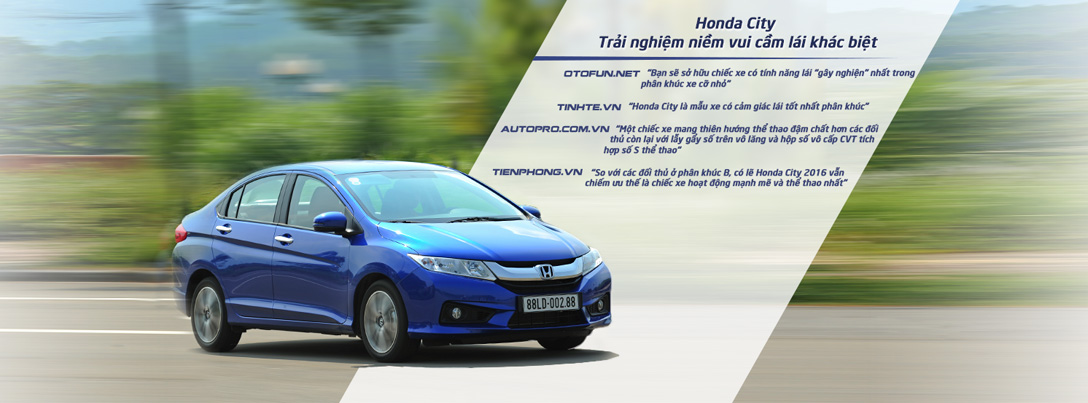 Honda City
Trải nghiệm niềm vui cầm lái khác biệt
OTOFUN.NET "Bạn sẽ sở hữu chiếc xe có tính năng lái "gây nghiện" nhất trong
phân khúc xe cỡ nhỏ"
TINHTE.VN "Honda City là mẫu xe có cảm giác lái tốt nhất phân khúc"
AUTOPRO.COM.VN "Một chiếc xe mang thiên hướng thể thao đậm chất hơn các đối
thủ còn lại với lẫy gẩy số trên vô lăng và hộp số vô cấp CVT tích
hợp số S thể thao"
TIENPHONG.VN "So với các đối thủ ở phân khúc B, có lẽ Honda City 2016 vẫn
chiếm ưu thế là chiếc xe hoạt động mạnh mẽ và thể thao nhất"
88LD-002.88